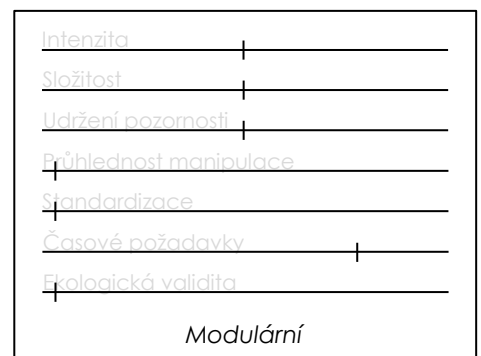 Intenzita
Složitost
Udržení pozornosti
Průhlednost manipulace
Standardizace
Časové požadavky
Ekologická validita
Modulární